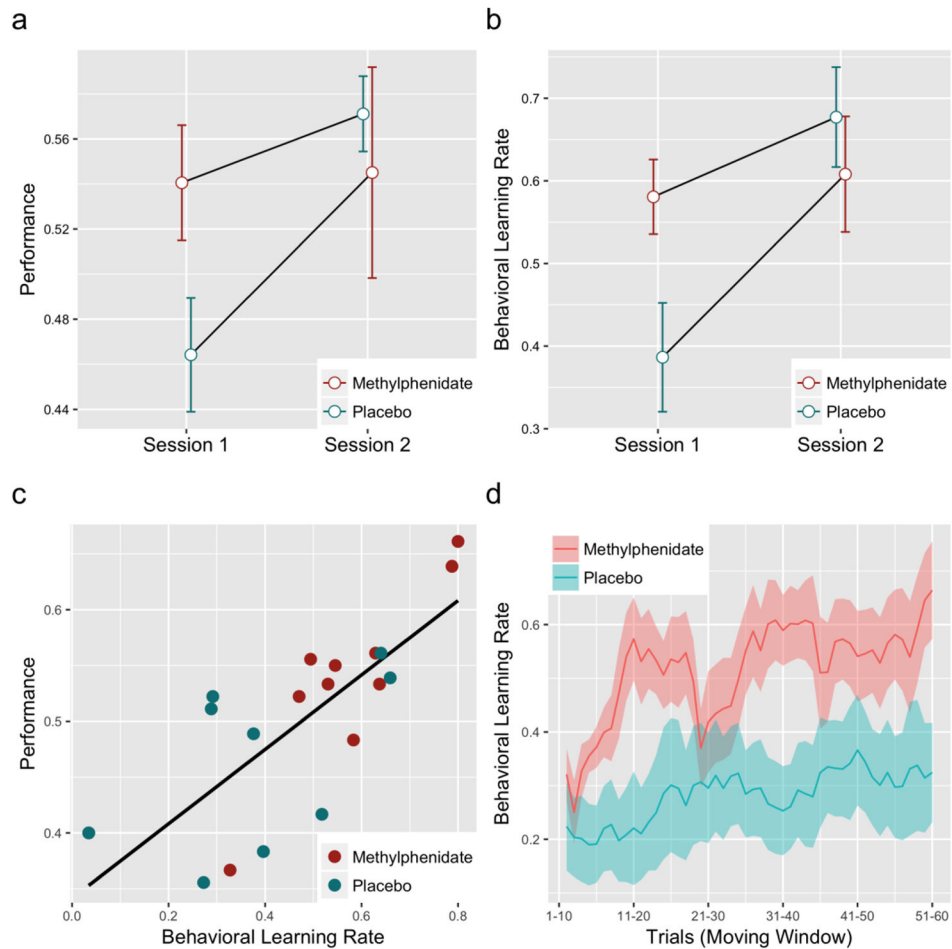 a
Performance
0.56
0.52
0.48
0.44
Methylphenidate
Placebo
Session 1
Session 2
b
Behavioral Learning Rate
0.7
0.6
0.5
0.4
0.3
Methylphenidate
Placebo
Session 1
Session 2
c
Performance
0.6
0.5
0.4
Methylphenidate
Placebo
0.0
0.2
0.4
0.6
0.8
Behavioral Learning Rate
d
Methylphenidate
Placebo
Behavioral Learning Rate
0.6
0.4
0.2
1-10
11-20
21-30
31-40
41-50
51-60
Trials (Moving Window)